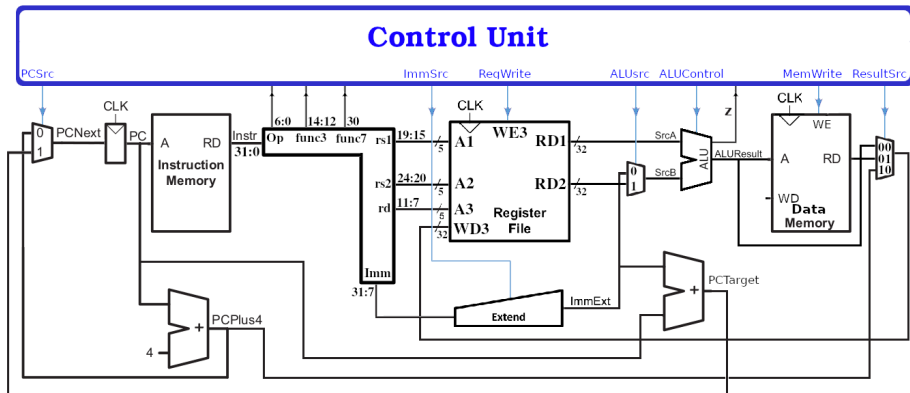 Control Unit
PCSrc
ImmSrc
RegWrite
ALUsrc
ALUControl
MemWrite
ResultSrc
CLK
6:0
14:12
30
Z
CLK
0
1
PCNext
PC
A
RD
Instruction
Memory
Instr
31:0
Op
func3
func7
rs1
rs2
rd
Imm
31:7
19:15
5
24:20
5
11:7
5
32
CLK
WE3
A1
A2
A3
WD3
RD1
RD2
Register
File
32
32
0
1
SrcA
SrcB
ALU
ALUResult
A
WE
RD
WD
Data
Memory
00
01
10
Extend
ImmExt
+
PCTarget
+
PCPlus4
4